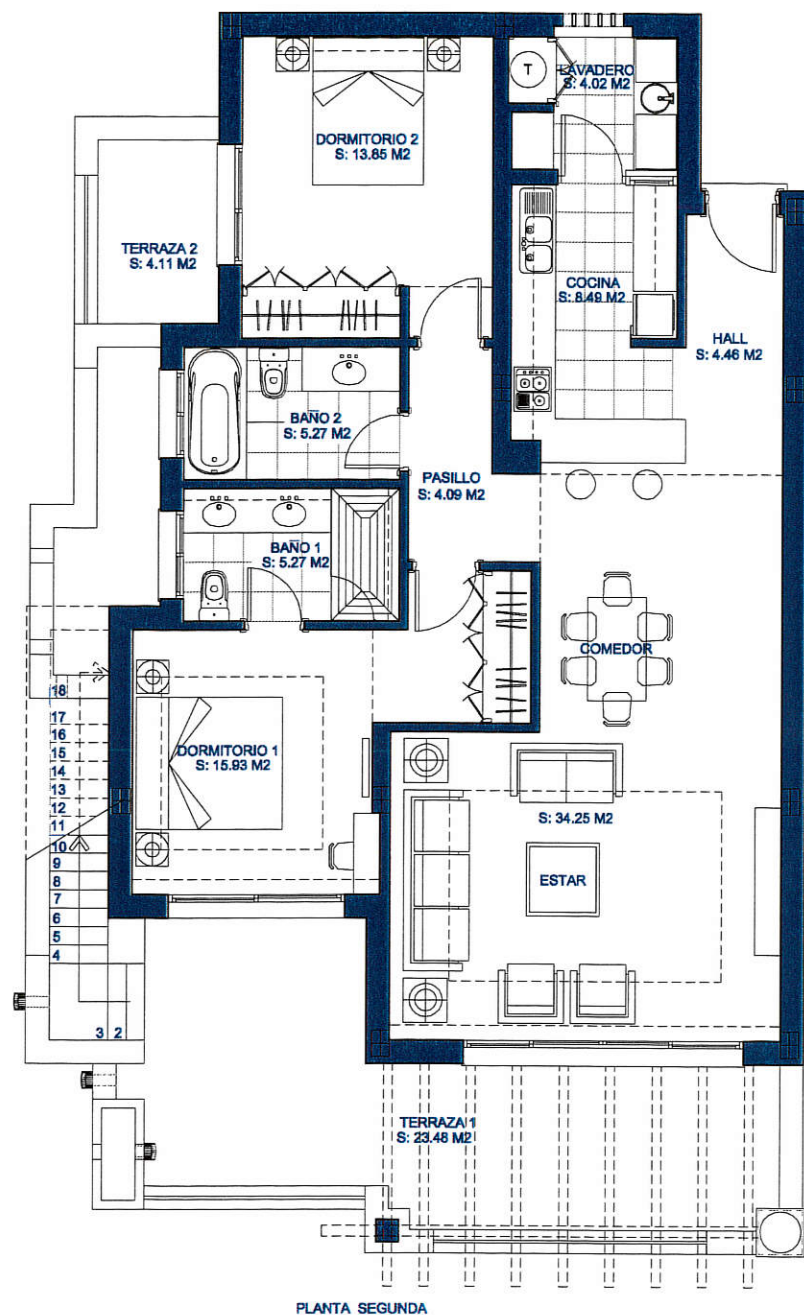 T
LAVADERO
S: 4.02 M2
DORMITORIO 2
S: 13.85 M2
TERRAZA 2
S: 4.11 M2
COCINA
S: 8.49 M2
HALL
S: 4.46 M2
BAÑO 2
S: 5.27 M2
PASILLO
S: 4.09 M2
BAÑO 1
S: 5.27 M2
COMEDOR
18
17
16
15
14
13
12
11
10
9
8
7
6
5
4
3 2
DORMITORIO 1
S: 15.93 M2
S: 34.25 M2
ESTAR
TERRAZA 1
S: 23.48 M2
PLANTA SEGUNDA